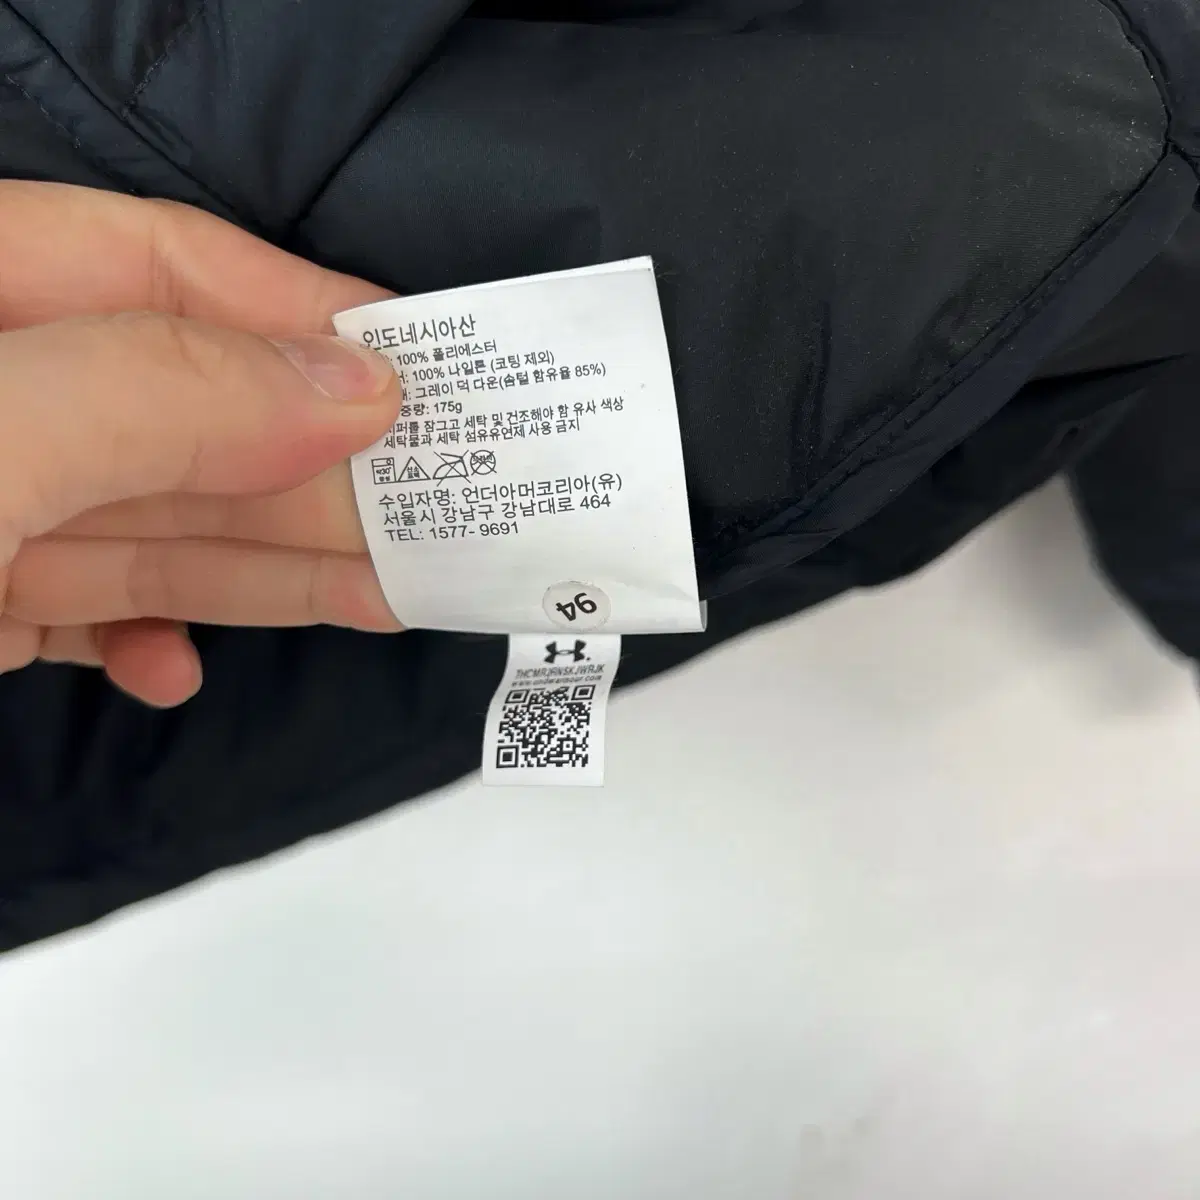 인도네시아산
: 100% 폴리에스터
: 100% 나일론 (코팅 제외)
: 그레이 덕 다운(솜털 함유율 85%)
중량: 175g
잠그고 세탁 및 건조해야 함 유사 색상
세탁물과 세탁 섬유유연제 사용 금지
수입자명: 언더아머코리아(유)
서울시 강남구 강남대로 464
TEL: 1577- 9691
94
www.underarmour.com